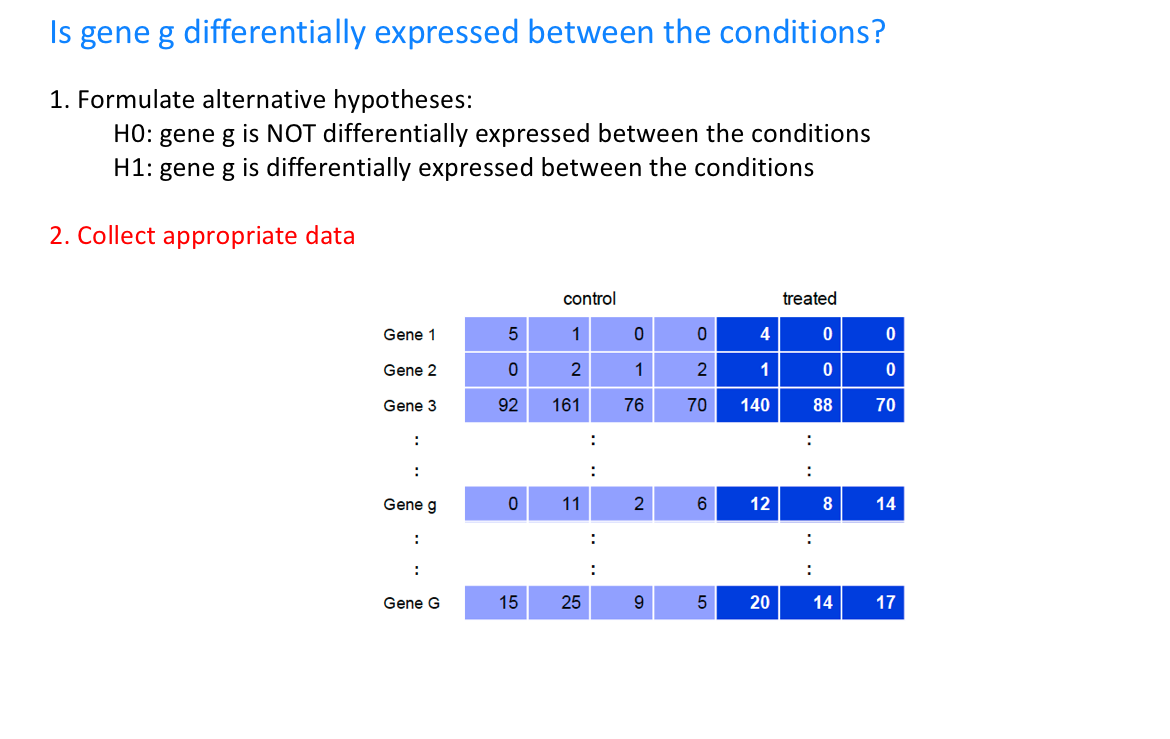 Is gene g differentially expressed between the conditions?
1. Formulate alternative hypotheses:
H0: gene g is NOT differentially expressed between the conditions
H1: gene g is differentially expressed between the conditions
2. Collect appropriate data
control treated
Gene 1 5 1 0 0 4 0 0
Gene 2 0 2 1 2 1 0 0
Gene 3 92 161 76 70 140 88 70
: : :
: : :
Gene g 0 11 2 6 12 8 14
: : :
: : :
Gene G 15 25 9 5 20 14 17